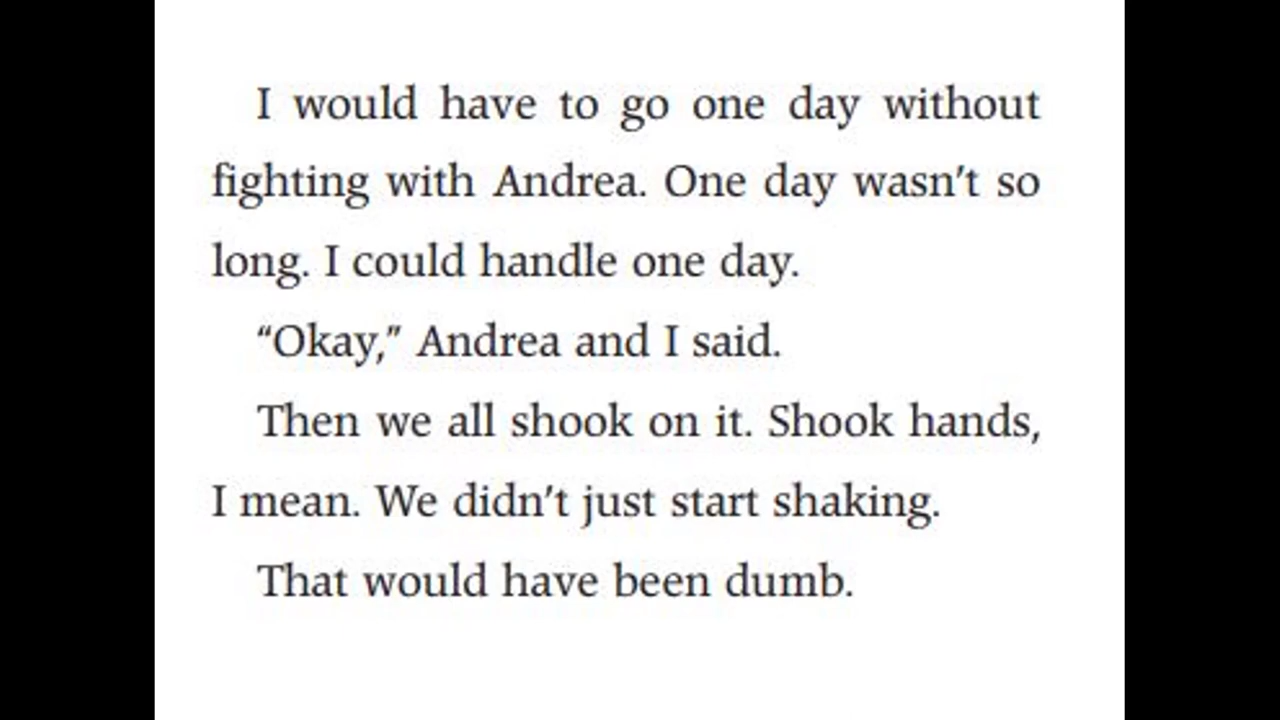 I would have to go one day without
fighting with Andrea. One day wasn't so
long. I could handle one day.
“Okay,” Andrea and I said.
Then we all shook on it. Shook hands,
I mean. We didn't just start shaking.
That would have been dumb.